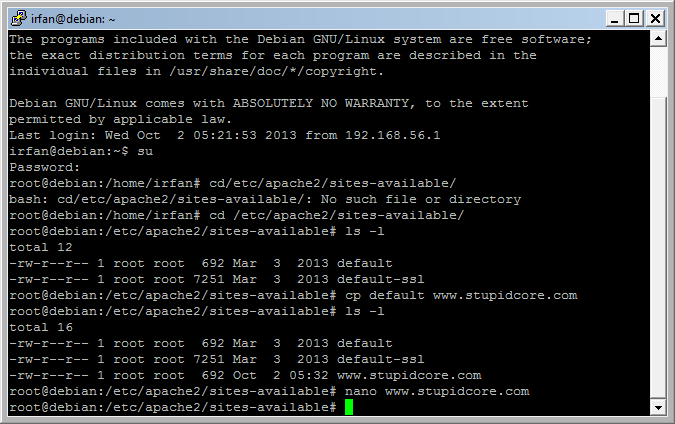 irfan@debian: ~
The programs included with the Debian GNU/Linux system are free software;
the exact distribution terms for each program are described in the
individual files in /usr/share/doc/*/copyright.
Debian GNU/Linux comes with ABSOLUTELY NO WARRANTY, to the extent
permitted by applicable law.
Last login: Wed Oct  2 05:21:53 2013 from 192.168.56.1
irfan@debian:~$ su
Password:
root@debian:/home/irfan# cd/etc/apache2/sites-available/
bash: cd/etc/apache2/sites-available/: No such file or directory
root@debian:/home/irfan# cd /etc/apache2/sites-available/
root@debian:/etc/apache2/sites-available# ls -l
total 12
-rw-r--r-- 1 root root  692 Mar  3  2013 default
-rw-r--r-- 1 root root 7251 Mar  3  2013 default-ssl
root@debian:/etc/apache2/sites-available# cp default www.stupidcore.com
root@debian:/etc/apache2/sites-available# ls -l
total 16
-rw-r--r-- 1 root root  692 Mar  3  2013 default
-rw-r--r-- 1 root root 7251 Mar  3  2013 default-ssl
-rw-r--r-- 1 root root  692 Oct  2 05:32 www.stupidcore.com
root@debian:/etc/apache2/sites-available# nano www.stupidcore.com
root@debian:/etc/apache2/sites-available#